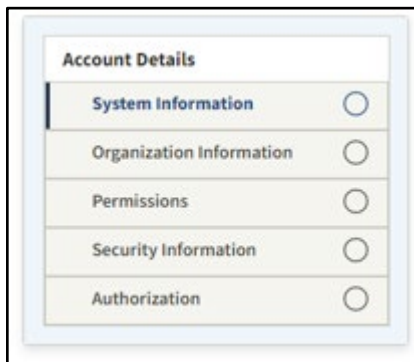 Account Details
System Information
Organization Information
Permissions
Security Information
Authorization